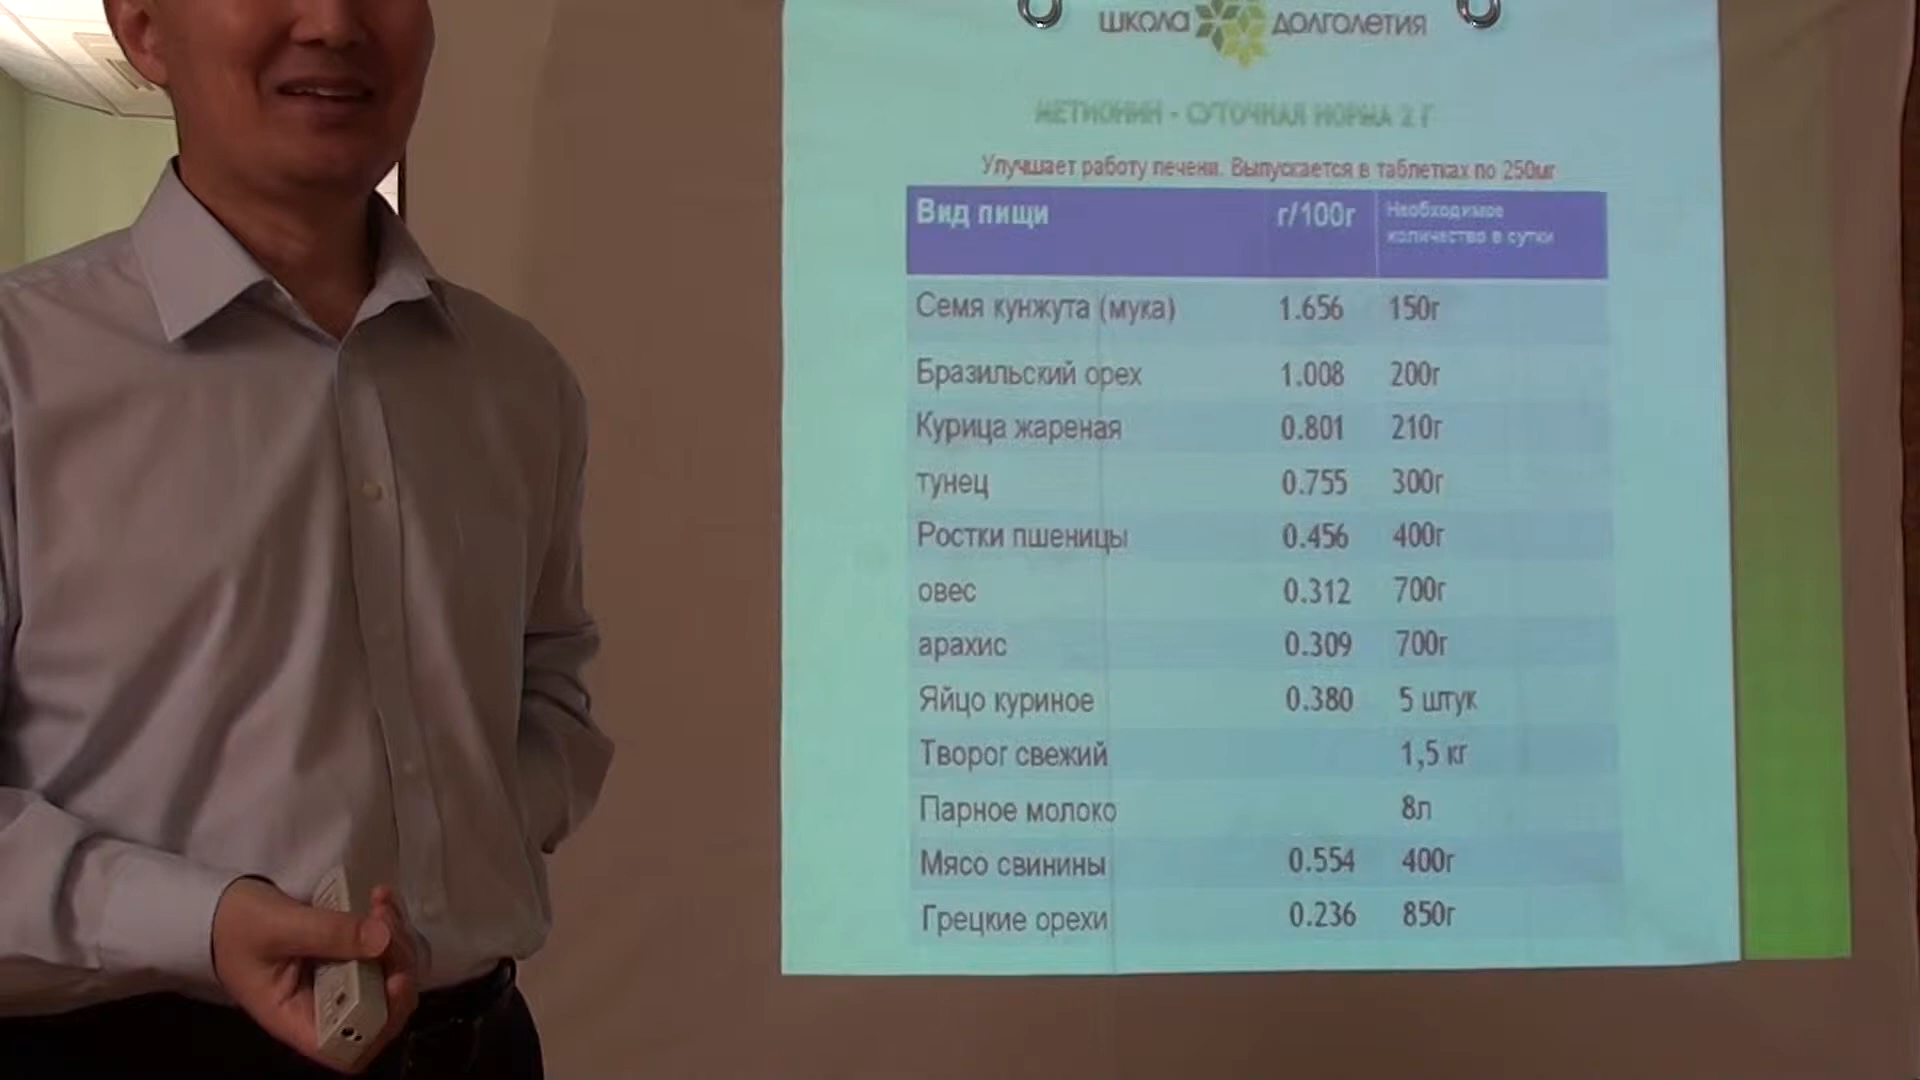 ШКОЛА ДОЛГОЛЕТИЯ
МЕТИОНИН - СУТОЧНАЯ НОРМА 2 Г
Улучшает работу печени. Выпускается в таблетках по 250мг
Вид пищи г/100г Необходимое
количество в сутки
Семя кунжута (мука) 1.656 150г
Бразильский орех 1.008 200г
Курица жареная 0.801 210г
тунец 0.755 300г
Ростки пшеницы 0.456 400г
овес 0.312 700г
арахис 0.309 700г
Яйцо куриное 0.380 5 штук
Творог свежий 1,5 кг
Парное молоко 8л
Мясо свинины 0.554 400г
Грецкие орехи 0.236 850г